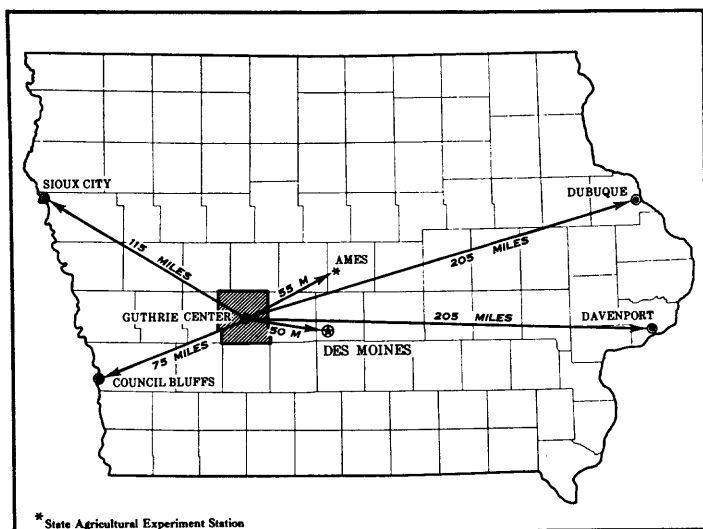 SIOUX CITY
DUBUQUE
115 MILES
205 MILES
AMES
*
55 M
GUTHRIE CENTER
205 MILES
DAVENPORT
50 M
DES MOINES
75 MILES
COUNCIL BLUFFS
* State Agricultural Experiment Station